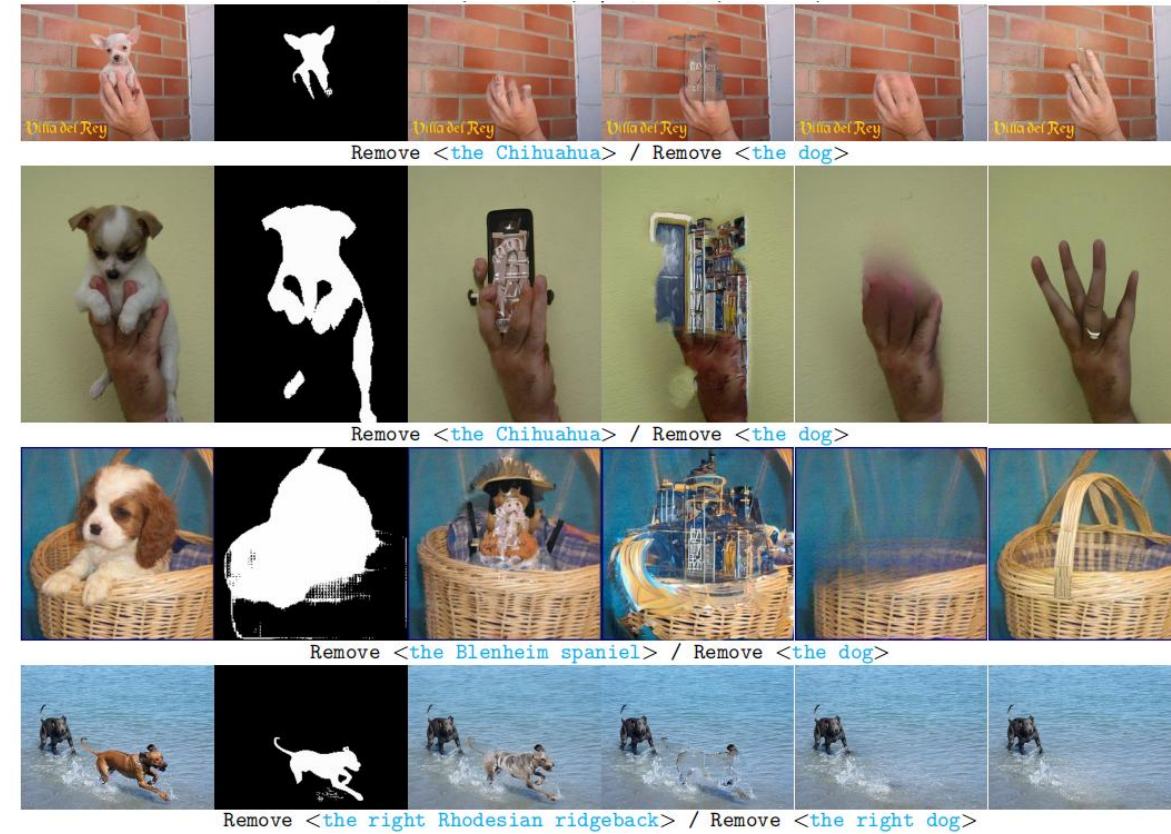 Villa del Rey
Villa del Rey
Villa del Rey
Villa del Rey
Villa del Rey
Remove <the Chihuahua> / Remove <the dog>
Remove <the Chihuahua> / Remove <the dog>
Remove <the Blenheim spaniel> / Remove <the dog>
Remove <the right Rhodesian ridgeback> / Remove <the right dog>